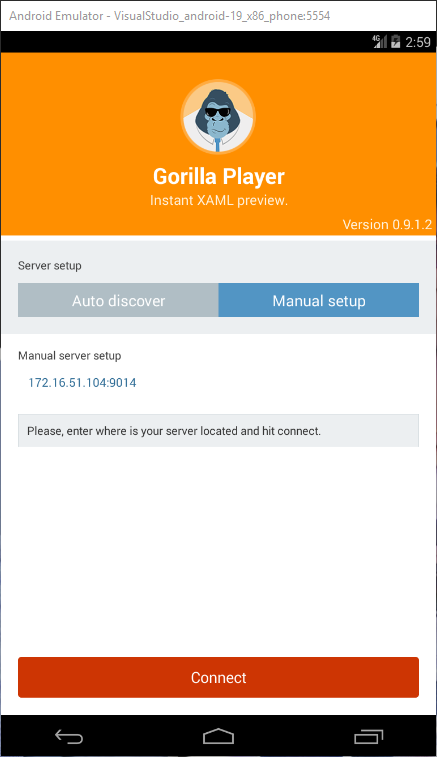 Android Emulator - VisualStudio_android-19_x86_phone:5554
4G 2:59
Gorilla Player
Instant XAML preview.
Version 0.9.1.2
Server setup
Auto discover Manual setup
Manual server setup
172.16.51.104:9014
Please, enter where is your server located and hit connect.
Connect